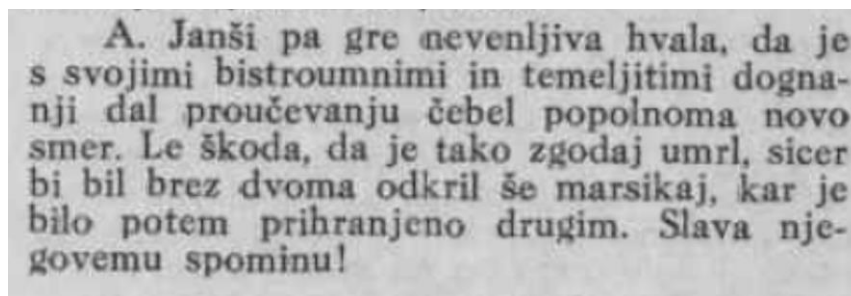 A. Janši pa gre nevenljiva hvala, da je
s svojimi bistroumnimi in temeljitimi dogna-
nji dal proučevanju čebel popolnoma novo
smer. Le škoda, da je tako zgodaj umrl, sicer
bi bil brez dvoma odkril še marsikaj, kar je
bilo potem prihranjeno drugim. Slava nje-
govemu spominu!